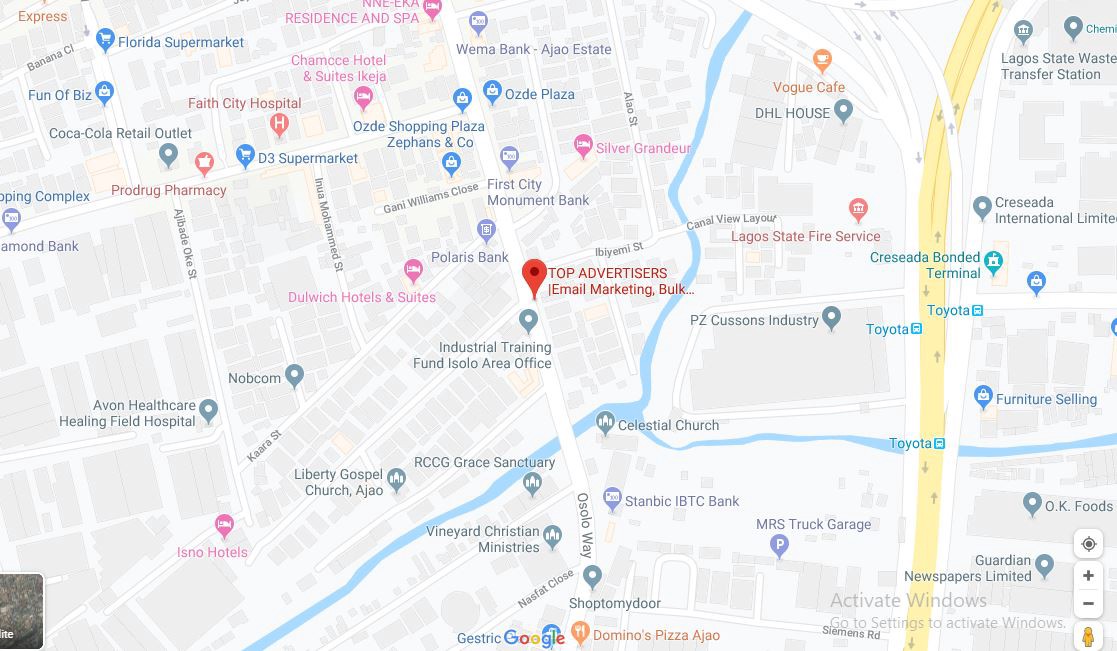 Express
NNE-EKA
RESIDENCE AND SPA
Florida Supermarket
Banana Cl
Wema Bank - Ajao Estate
Chamcce Hotel
& Suites Ikeja
Vogue Cafe
Lagos State Waste
Transfer Station
Chemi
Fun Of Biz
Faith City Hospital
Ozde Plaza
Alao St
DHL HOUSE
Coca-Cola Retail Outlet
Ozde Shopping Plaza
Zephans & Co
Silver Grandeur
D3 Supermarket
Prodrug Pharmacy
First City
Monument Bank
Gani Williams Close
Inua Mohammed St
Ajibade Oke St
pping Complex
amond Bank
Creseada
International Limite
Canal View Layout
Lagos State Fire Service
Ibiyemi St
Polaris Bank
Creseada Bonded
Terminal
TOP ADVERTISERS
|Email Marketing, Bulk...
Dulwich Hotels & Suites
Toyota
PZ Cussons Industry
Toyota
Industrial Training
Fund Isolo Area Office
Nobcom
Furniture Selling
Avon Healthcare
Healing Field Hospital
Celestial Church
Kaara St
Toyota
RCCG Grace Sanctuary
Liberty Gospel
Church, Ajao
Stanbic IBTC Bank
O.K. Foods
Osolo Way
MRS Truck Garage
Vineyard Christian
Ministries
Isno Hotels
Guardian
Newspapers Limited
Nasfat Close
Shoptomydoor
Activate Windows
Go to Settings to activate Windows.
Siemens Rd
lite
Gestric
Google
Domino's Pizza Ajao